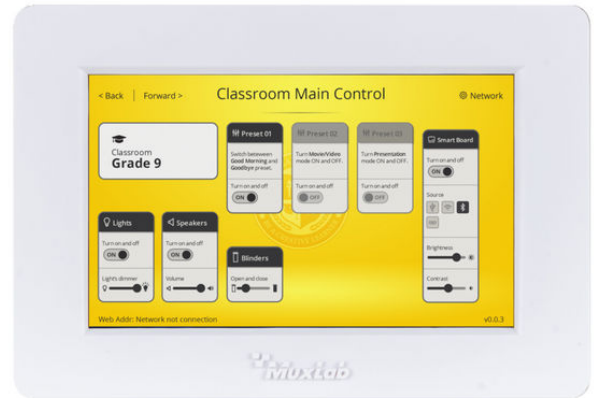 < Back | Forward >
Classroom Main Control
Network
Classroom
Grade 9
Preset 01
Switch betweeen
Good Morning and
Goodbye preset.
Turn on and off
ON
Preset 02
Turn Movie/Video
mode ON and OFF.
Turn on and off
OFF
Preset 03
Turn Presentation
mode ON and OFF.
Turn on and off
OFF
Smart Board
Turn on and off
ON
Source
Brightness
Contrast
Lights
Turn on and off
ON
Lights dimmer
Speakers
Turn on and off
ON
Volume
Blinders
Open and close
Web Addr: Network not connection
v0.0.3
MUXLAB